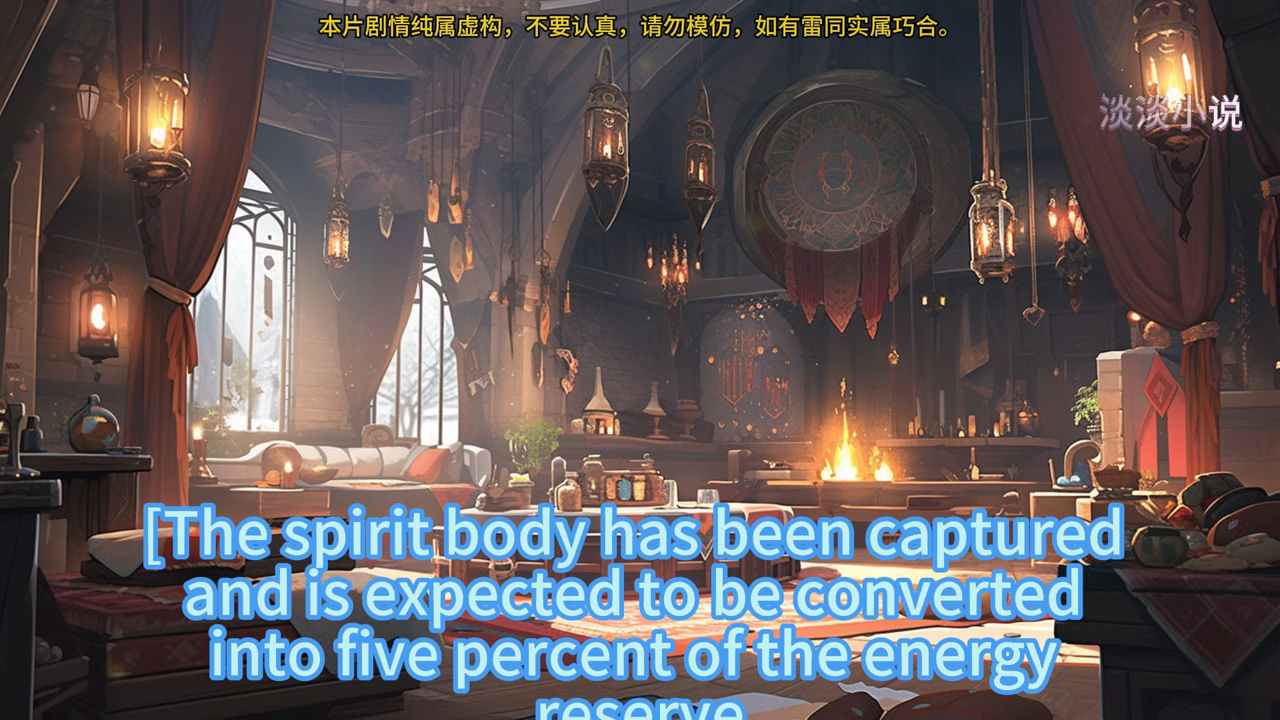 本片剧情纯属虚构，不要认真，请勿模仿，如有雷同实属巧合。
淡淡小说
[The spirit body has been captured
and is expected to be converted
into five percent of the energy
reserve